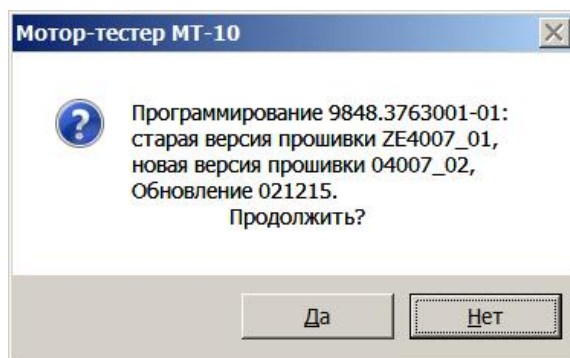 Мотор-тестер МТ-10
Программирование 9848.3763001-01:
старая версия прошивки ZE4007_01,
новая версия прошивки 04007_02,
Обновление 021215.
Продолжить?
Да
Нет